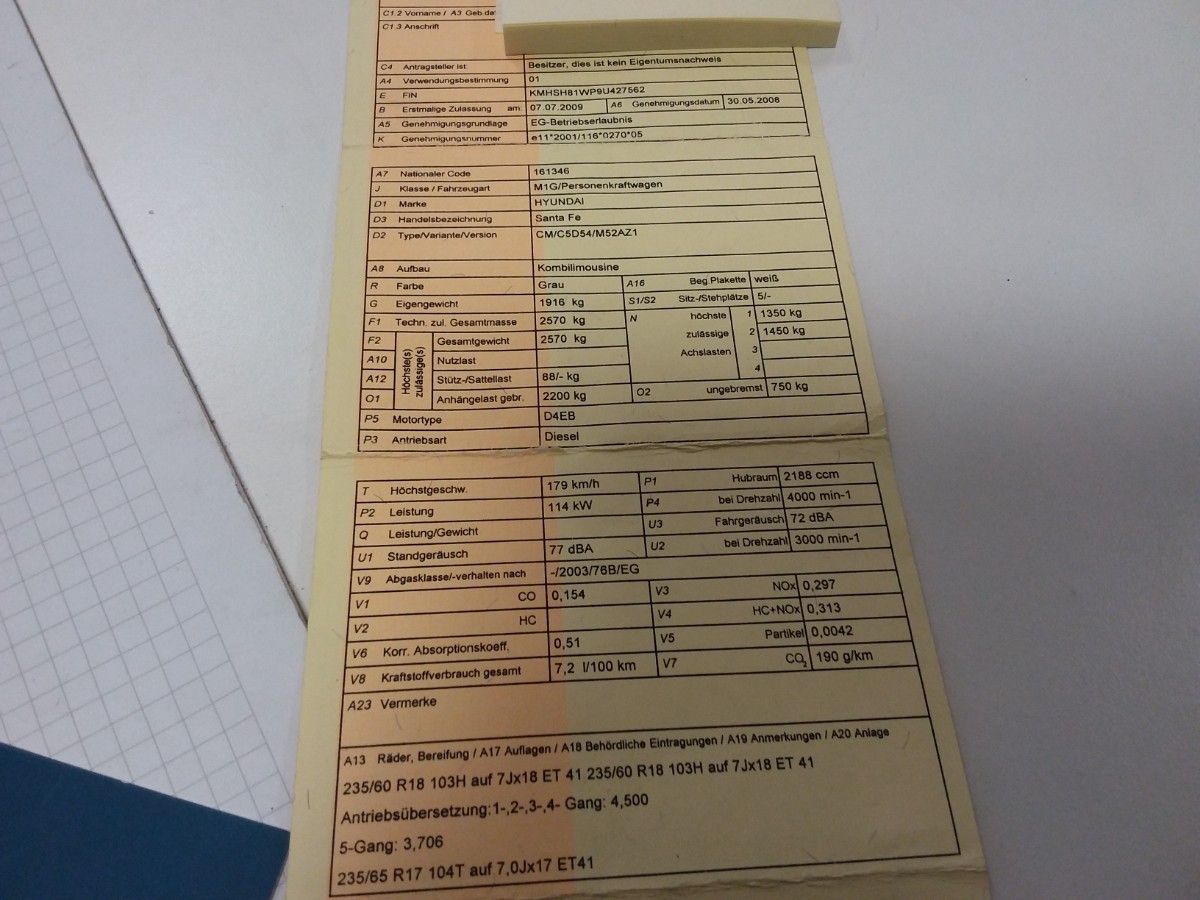 C1.2 Vorname / A3 Geb.da
C1.3 Anschrift
C4 Antragsteller ist: Besitzer, dies ist kein Eigentumsnachweis
A4 Verwendungsbestimmung 01
E FIN KMHSH81WP9U427562
B Erstmalige Zulassung am: 07.07.2009 A6 Genehmigungsdatum 30.05.2008
A5 Genehmigungsgrundlage EG-Betriebserlaubnis
K Genehmigungsnummer e11*2001/116*0270*05
A7 Nationaler Code 161346
J Klasse / Fahrzeugart M1G/Personenkraftwagen
D1 Marke HYUNDAI
D3 Handelsbezeichnung Santa Fe
D2 Type/Variante/Version CM/C5D54/M52AZ1
A8 Aufbau Kombilimousine
R Farbe Grau A16 Beg.Plakette weiß
G Eigengewicht 1916 kg S1/S2 Sitz-/Stehplätze 5/-
F1 Techn. zul. Gesamtmasse 2570 kg N höchste 1 1350 kg
F2 Höchste(s) zulässige(s) Gesamtgewicht 2570 kg zulässige 2 1450 kg
A10 Nutzlast Achslasten 3
4
A12 Stütz-/Sattellast 88/- kg
O1 Anhängelast gebr. 2200 kg O2 ungebremst 750 kg
P5 Motortype D4EB
P3 Antriebsart Diesel
T Höchstgeschw. 179 km/h P1 Hubraum 2188 ccm
P2 Leistung 114 kW P4 bei Drehzahl 4000 min-1
Q Leistung/Gewicht U3 Fahrgeräusch 72 dBA
U1 Standgeräusch 77 dBA U2 bei Drehzahl 3000 min-1
V9 Abgasklasse/-verhalten nach -/2003/76B/EG
V1 CO 0,154 V3 NOx 0,297
V2 HC V4 HC+NOx 0,313
V6 Korr. Absorptionskoeff. 0,51 V5 Partikel 0,0042
V8 Kraftstoffverbrauch gesamt 7,2 l/100 km V7 CO2 190 g/km
A23 Vermerke
A13 Räder, Bereifung / A17 Auflagen / A18 Behördliche Eintragungen / A19 Anmerkungen / A20 Anlage
235/60 R18 103H auf 7Jx18 ET 41 235/60 R18 103H auf 7Jx18 ET 41
Antriebsübersetzung:1-,2-,3-,4- Gang: 4,500
5-Gang: 3,706
235/65 R17 104T auf 7,0Jx17 ET41